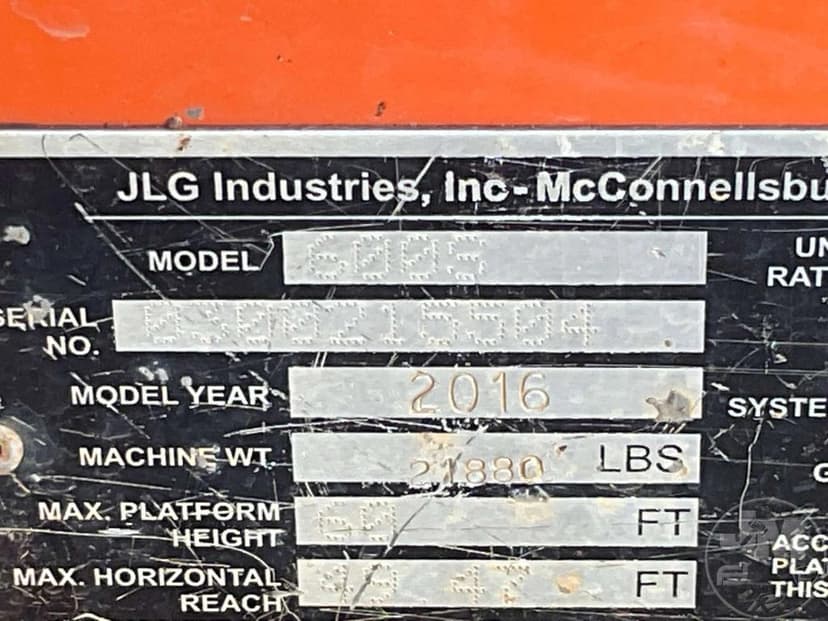 JLG Industries, Inc - McConnellsbu
MODEL 600S
SERIAL NO. 0300215504
MODEL YEAR 2016
MACHINE WT 21880 LBS
MAX. PLATFORM HEIGHT 60 FT
MAX. HORIZONTAL REACH FT
UN
RAT
SYSTE
G
ACC
PLAT
THIS